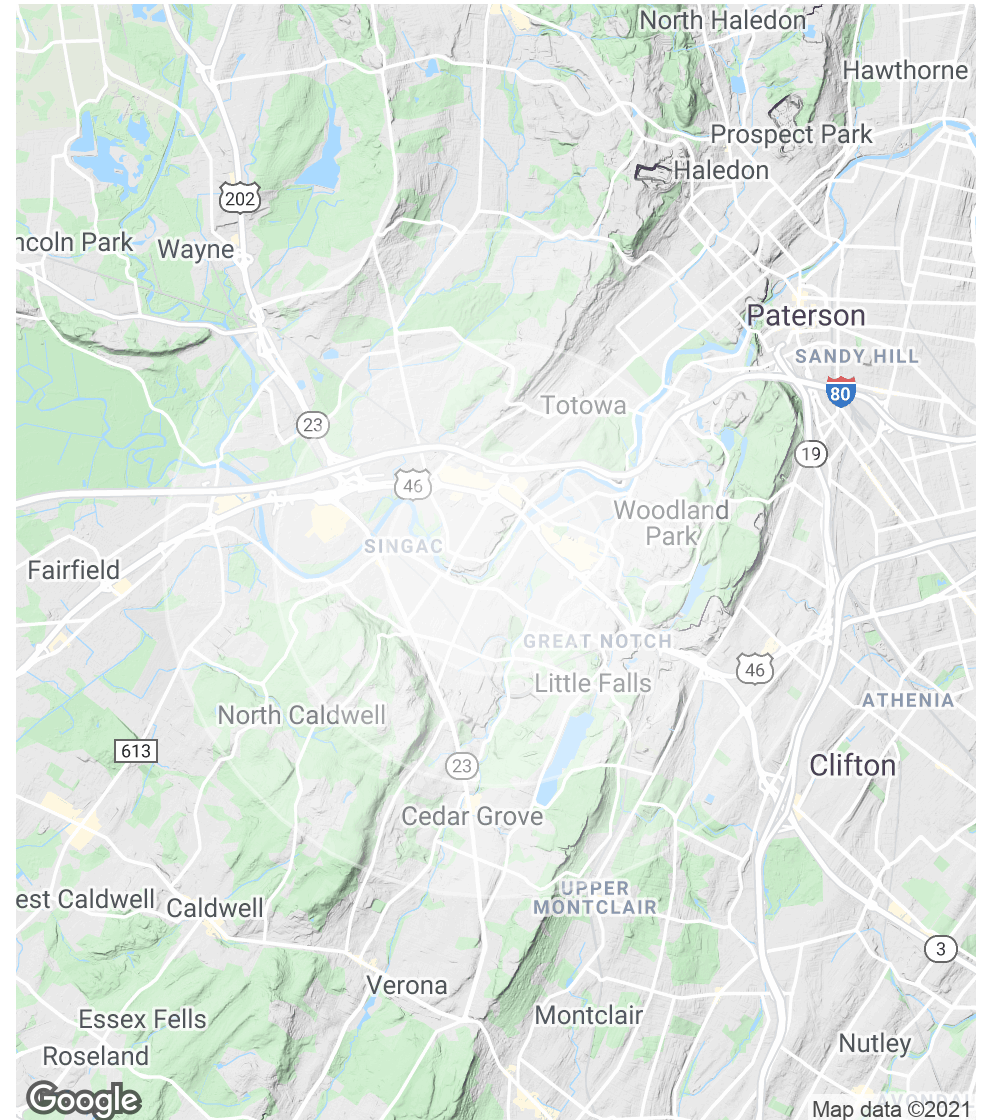 North Haledon
Hawthorne
Prospect Park
Haledon
202
ncoln Park
Wayne
Paterson
SANDY HILL
80
Totowa
23
19
46
Woodland
Park
SINGAC
Fairfield
GREAT NOTCH
46
Little Falls
ATHENIA
North Caldwell
613
23
Clifton
Cedar Grove
UPPER
MONTCLAIR
est Caldwell
Caldwell
3
Verona
Montclair
Essex Fells
Nutley
Roseland
Google
Map data ©2021